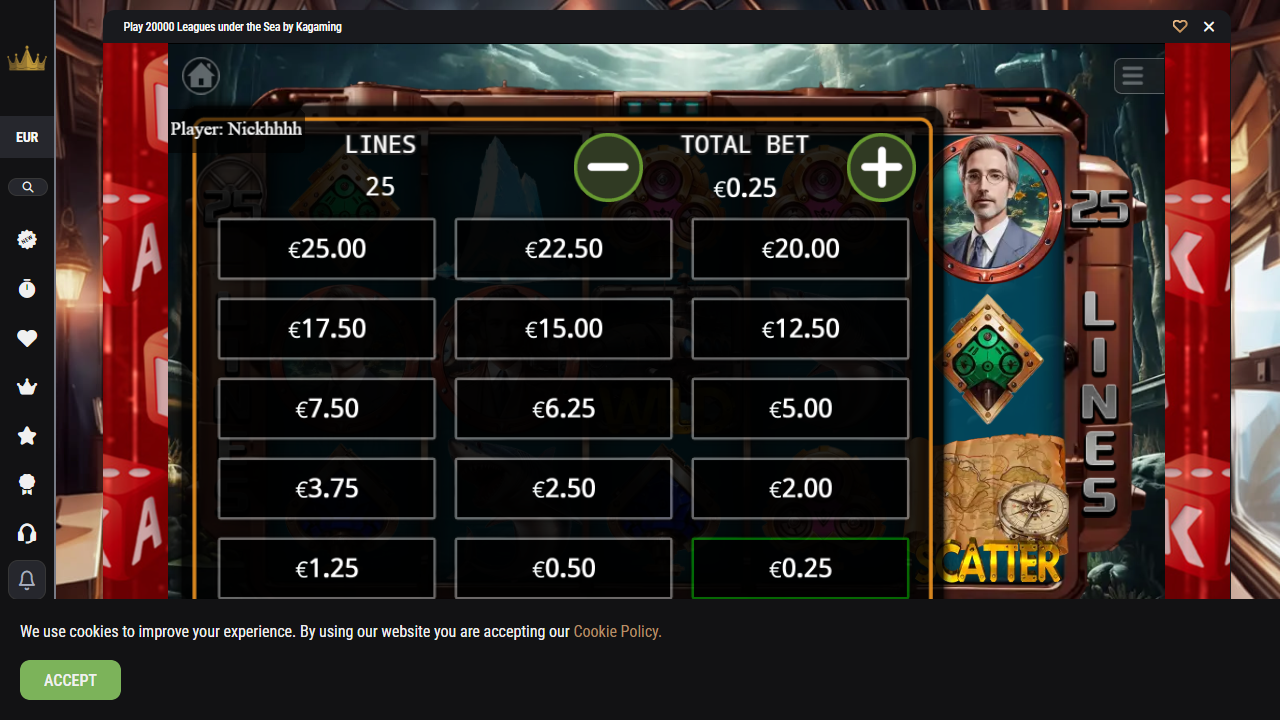 Play 20000 Leagues under the Sea by Kagaming
EUR
NEW
Player: Nickhhhh
LINES
25
TOTAL BET
€0.25
€25.00
€22.50
€20.00
€17.50
€15.00
€12.50
€7.50
€6.25
€5.00
€3.75
€2.50
€2.00
€1.25
€0.50
€0.25
25
LINES
SCATTER
A
K
A
K
We use cookies to improve your experience. By using our website you are accepting our Cookie Policy.
ACCEPT